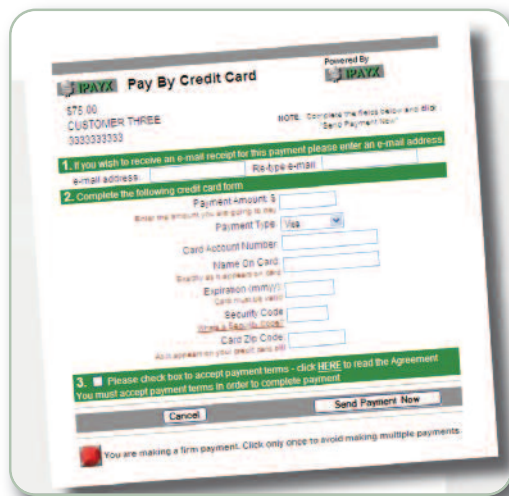 IPAYX Pay By Credit Card
Powered By
IPAYX
$75.00
CUSTOMER THREE
3333333333
NOTE: Complete the fields below and click
"Send Payment Now"
1. If you wish to receive an e-mail receipt for this payment please enter an e-mail address.
e-mail address: Re-type e-mail:
2. Complete the following credit card form
Payment Amount: $
Enter the amount you are going to pay
Payment Type: Visa
Card Account Number:
Name On Card:
Exactly as it appears on card
Expiration (mmyy):
Card must be valid
Security Code
What's a Security Code?
Card Zip Code:
As it appears on your credit card bill
3. Please check box to accept payment terms - click HERE to read the Agreement
You must accept payment terms in order to complete payment
Cancel
Send Payment Now
You are making a firm payment. Click only once to avoid making multiple payments.